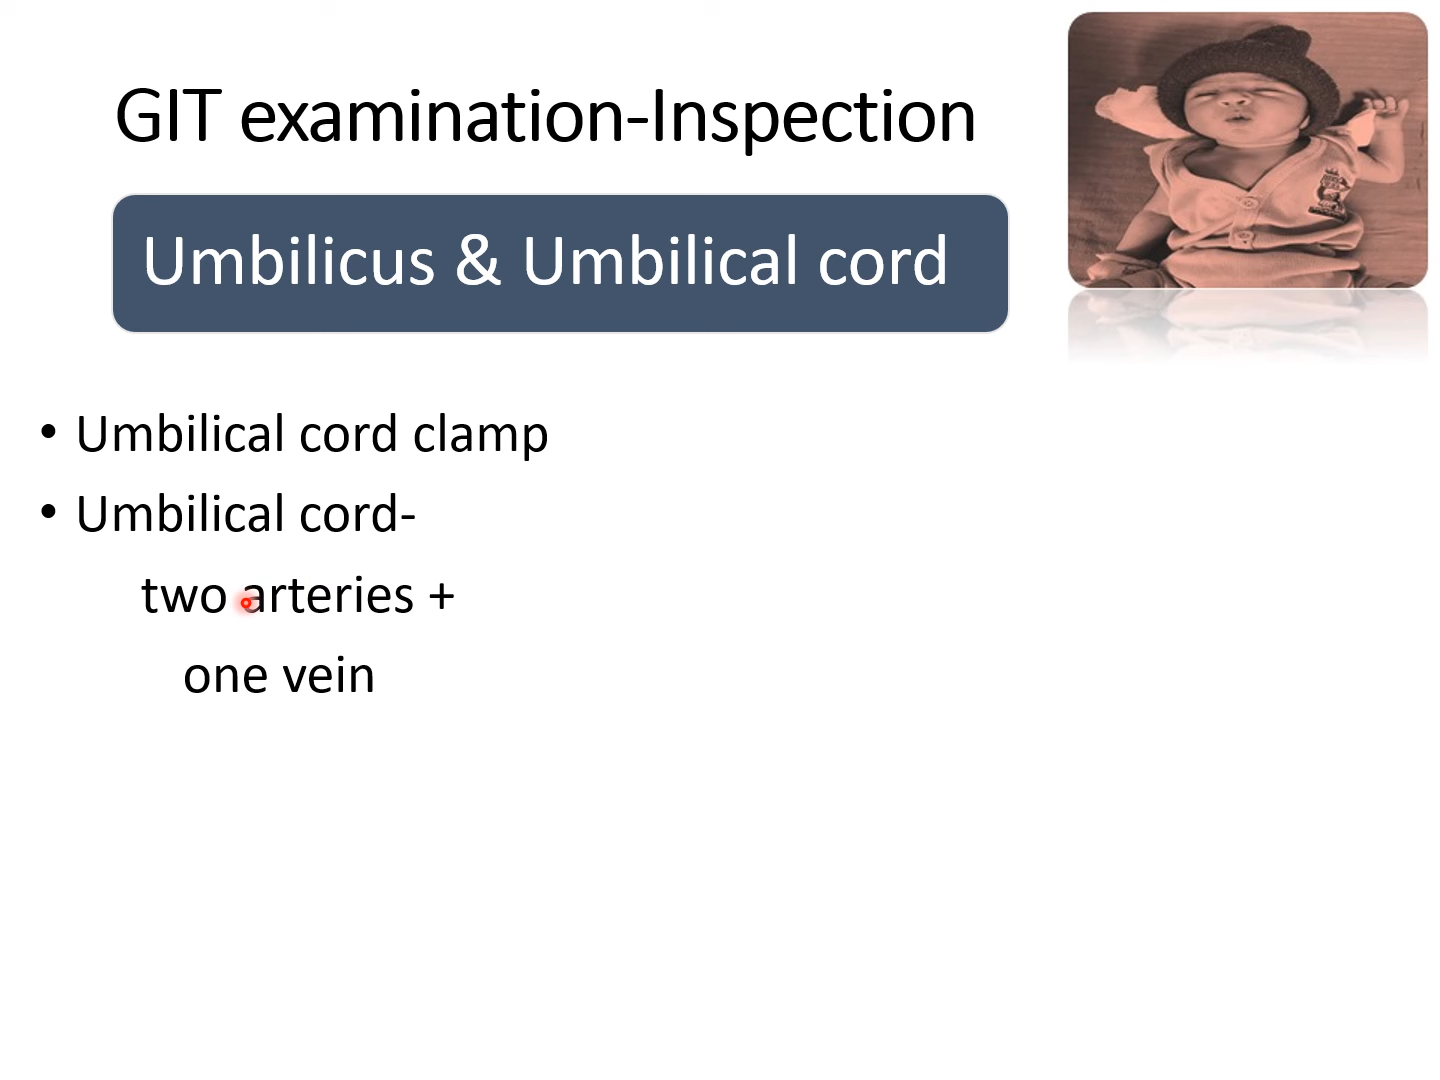 GIT examination-Inspection
Umbilicus & Umbilical cord
• Umbilical cord clamp
• Umbilical cord-
two arteries +
one vein